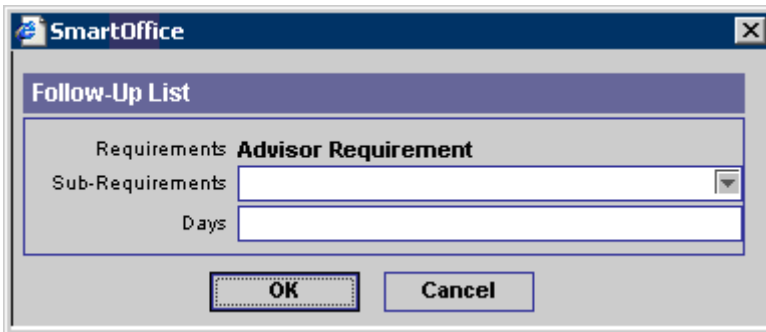 SmartOffice
Follow-Up List
Requirements Advisor Requirement
Sub-Requirements
Days
OK Cancel